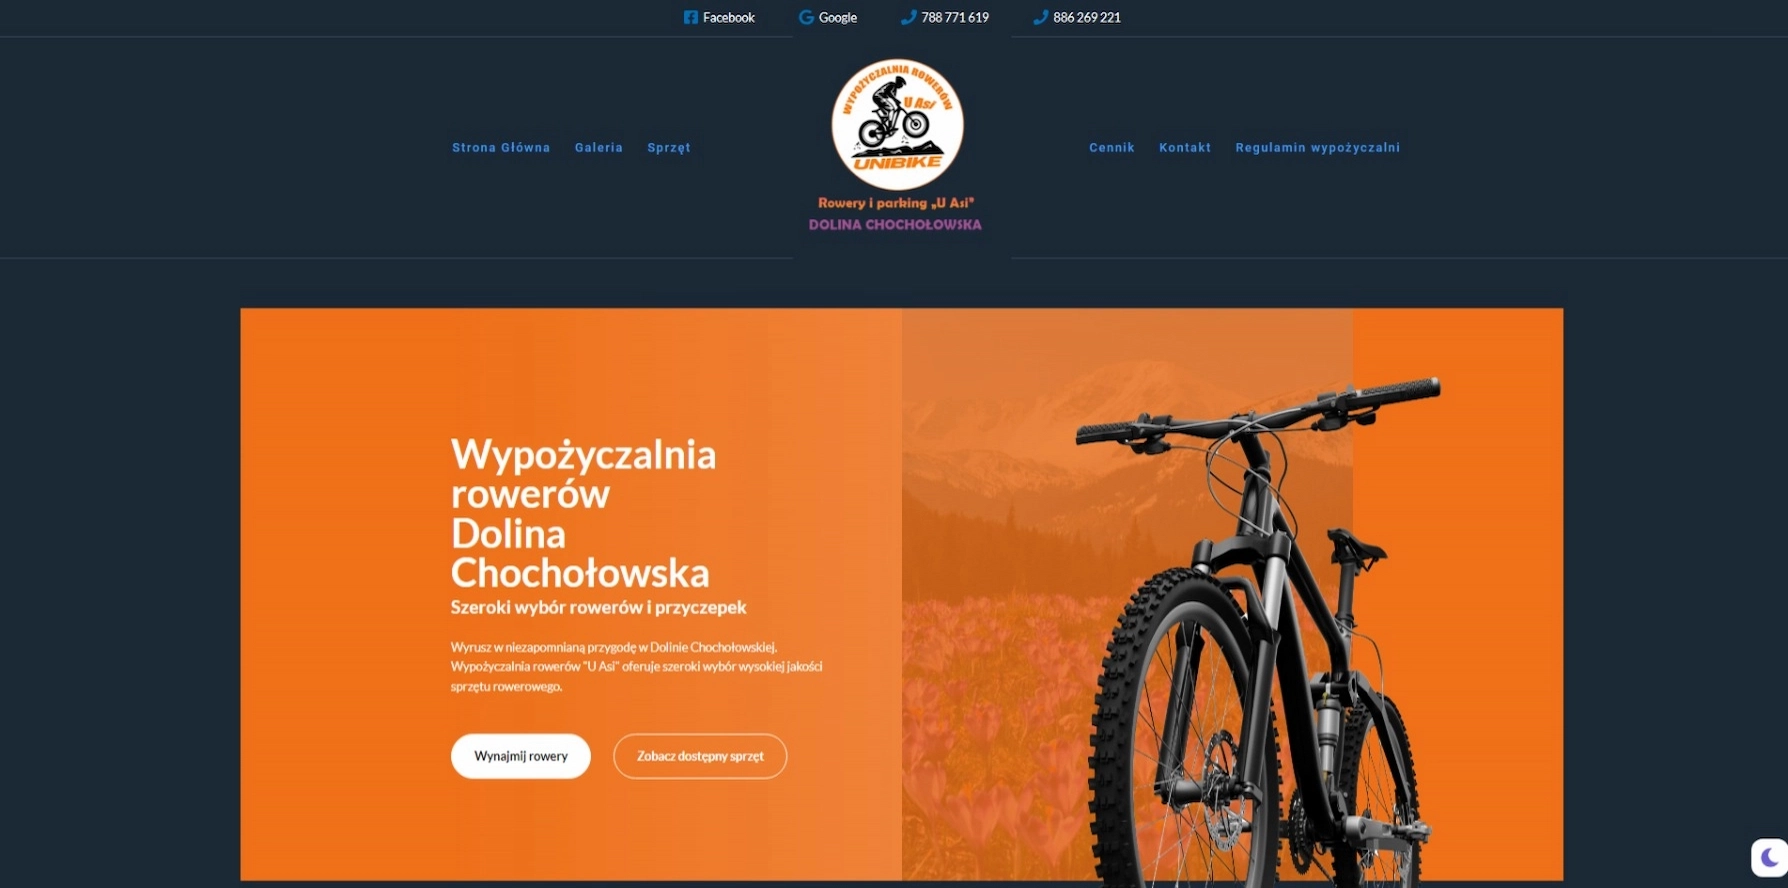 Facebook
Google
788 771 619
886 269 221
Strona Główna
Galeria
Sprzęt
WYPOŻYCZALNIA ROWERÓW
U Asi
UNIBIKE
Rowery i parking „U Asi"
DOLINA CHOCHOŁOWSKA
Cennik
Kontakt
Regulamin wypożyczalni
Wypożyczalnia
rowerów
Dolina
Chochołowska
Szeroki wybór rowerów i przyczepek
Wyrusz w niezapomnianą przygodę w Dolinie Chochołowskiej.
Wypożyczalnia rowerów "U Asi" oferuje szeroki wybór wysokiej jakości
sprzętu rowerowego.
Wynajmij rowery
Zobacz dostępny sprzęt